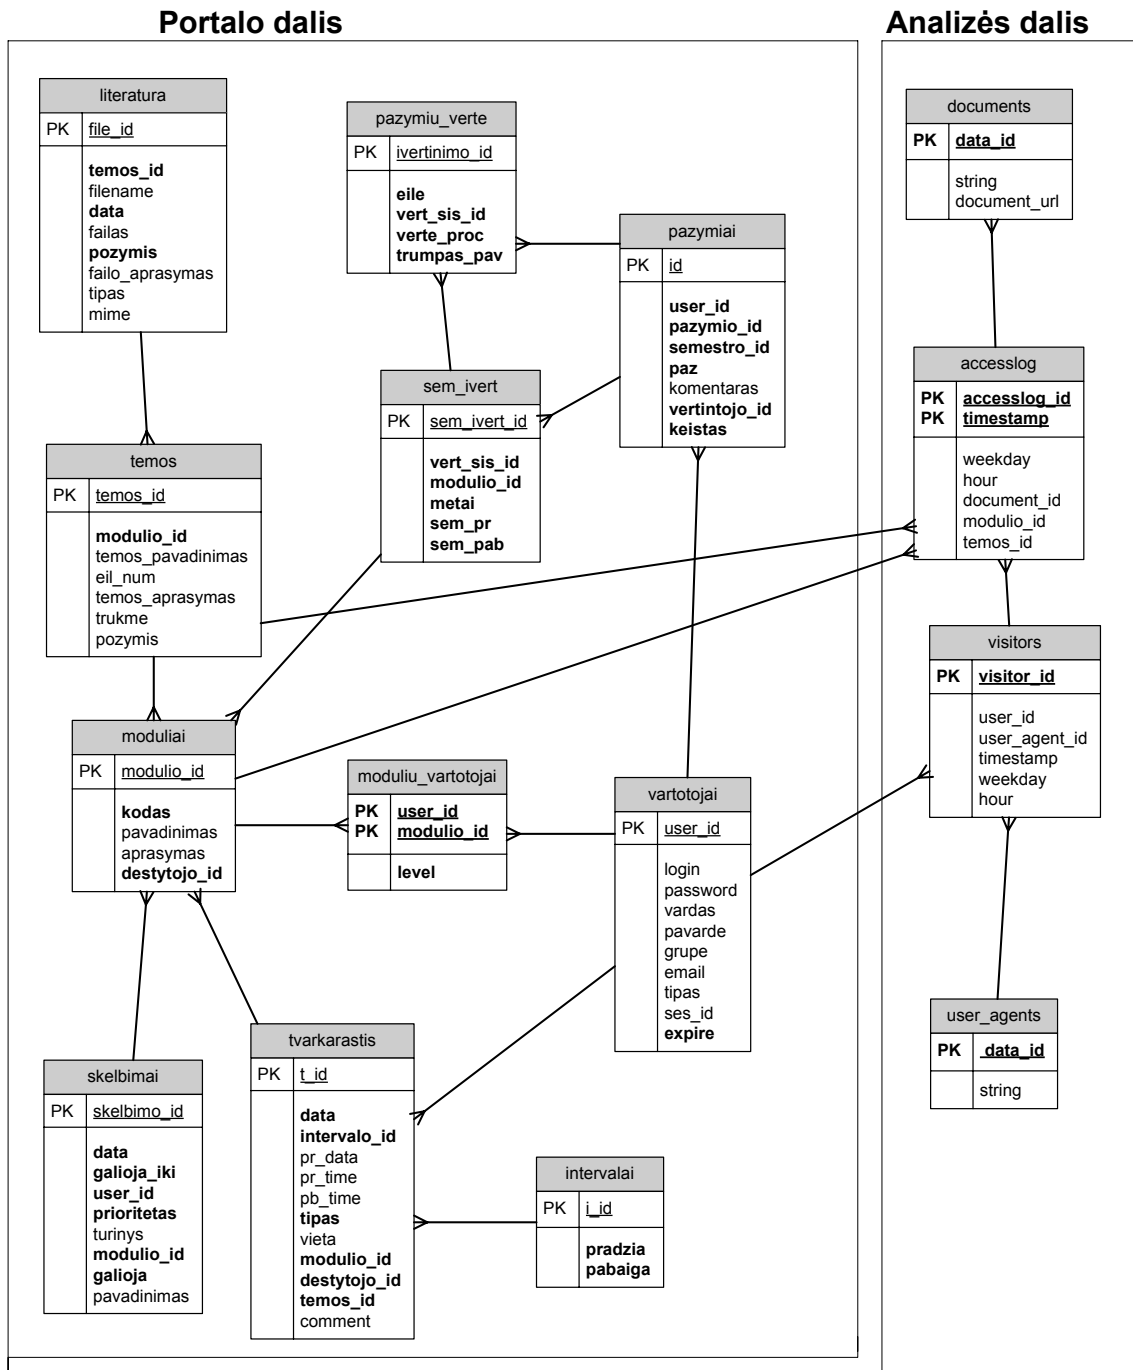 Portalo dalis
Analizės dalis
literatura
PK file_id
temos_id
filename
data
failas
pozymis
failo_aprasymas
tipas
mime
pazymiu_verte
PK ivertinimo_id
eile
vert_sis_id
verte_proc
trumpas_pav
pazymiai
PK id
user_id
pazymio_id
semestro_id
paz
komentaras
vertintojo_id
keistas
documents
PK data_id
string
document_url
sem_ivert
PK sem_ivert_id
vert_sis_id
modulio_id
metai
sem_pr
sem_pab
accesslog
PK accesslog_id
PK timestamp
weekday
hour
document_id
modulio_id
temos_id
temos
PK temos_id
modulio_id
temos_pavadinimas
eil_num
temos_aprasymas
trukme
pozymis
visitors
PK visitor_id
user_id
user_agent_id
timestamp
weekday
hour
moduliai
PK modulio_id
kodas
pavadinimas
aprasymas
destytojo_id
moduliu_vartotojai
PK user_id
PK modulio_id
level
vartotojai
PK user_id
login
password
vardas
pavarde
grupe
email
tipas
ses_id
expire
user_agents
PK data_id
string
skelbimai
PK skelbimo_id
data
galioja_iki
user_id
prioritetas
turinys
modulio_id
galioja
pavadinimas
tvarkarastis
PK t_id
data
intervalo_id
pr_data
pr_time
pb_time
tipas
vieta
modulio_id
destytojo_id
temos_id
comment
intervalai
PK i_id
pradzia
pabaiga